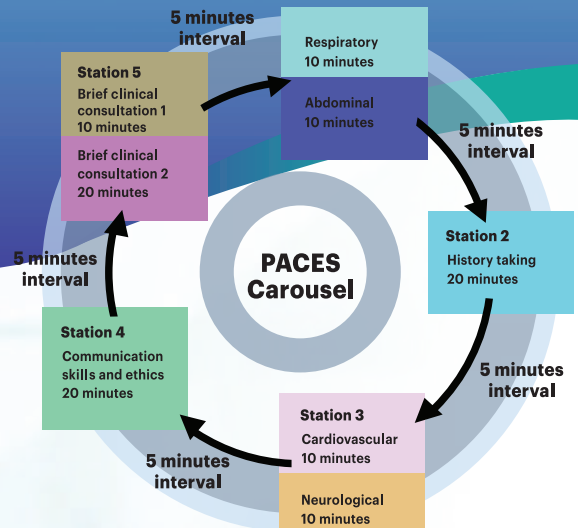 5 minutes
interval
Respiratory
10 minutes
Abdominal
10 minutes
5 minutes
interval
Station 2
History taking
20 minutes
5 minutes
interval
Station 3
Cardiovascular
10 minutes
Neurological
10 minutes
5 minutes
interval
Station 4
Communication
skills and ethics
20 minutes
5 minutes
interval
Station 5
Brief clinical
consultation 1
10 minutes
Brief clinical
consultation 2
20 minutes
PACES
Carousel